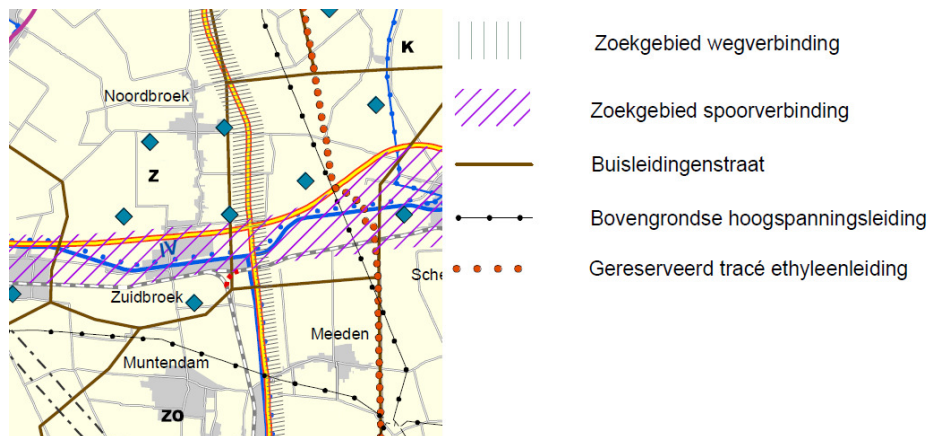 K
Noordbroek
Z
IV
Sche
Zuidbroek
Meeden
Muntendam
ZO
Zoekgebied wegverbinding
Zoekgebied spoorverbinding
Buisleidingenstraat
Bovengrondse hoogspanningsleiding
Gereserveerd tracé ethyleenleiding